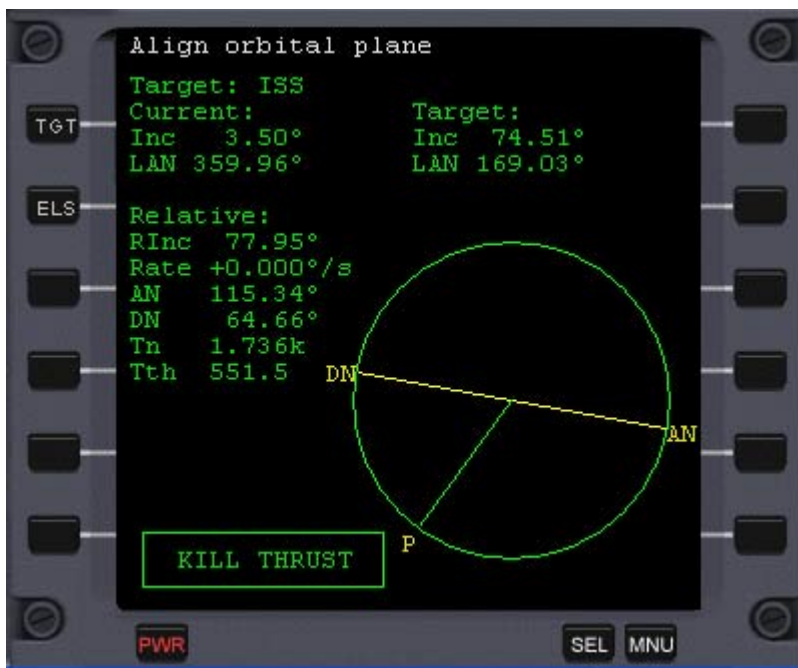 Align orbital plane
Target: ISS
Current: Target:
TGT
Inc 3.50° Inc 74.51°
LAN 359.96° LAN 169.03°
ELS
Relative:
RInc 77.95°
Rate +0.000°/s
AN 115.34°
DN 64.66°
Tn 1.736k
Tth 551.5
DN
AN
P
KILL THRUST
PWR SEL MNU